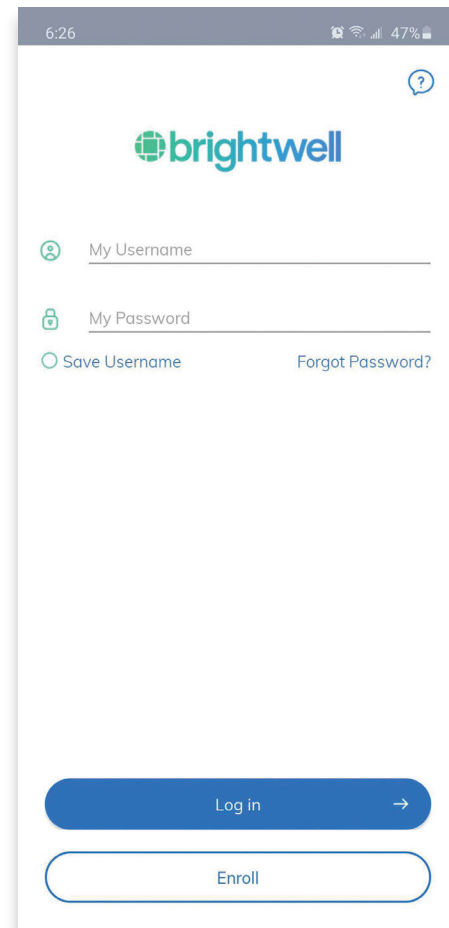 6:26 47%
?
brightwell
My Username
My Password
Save Username Forgot Password?
Log in →
Enroll